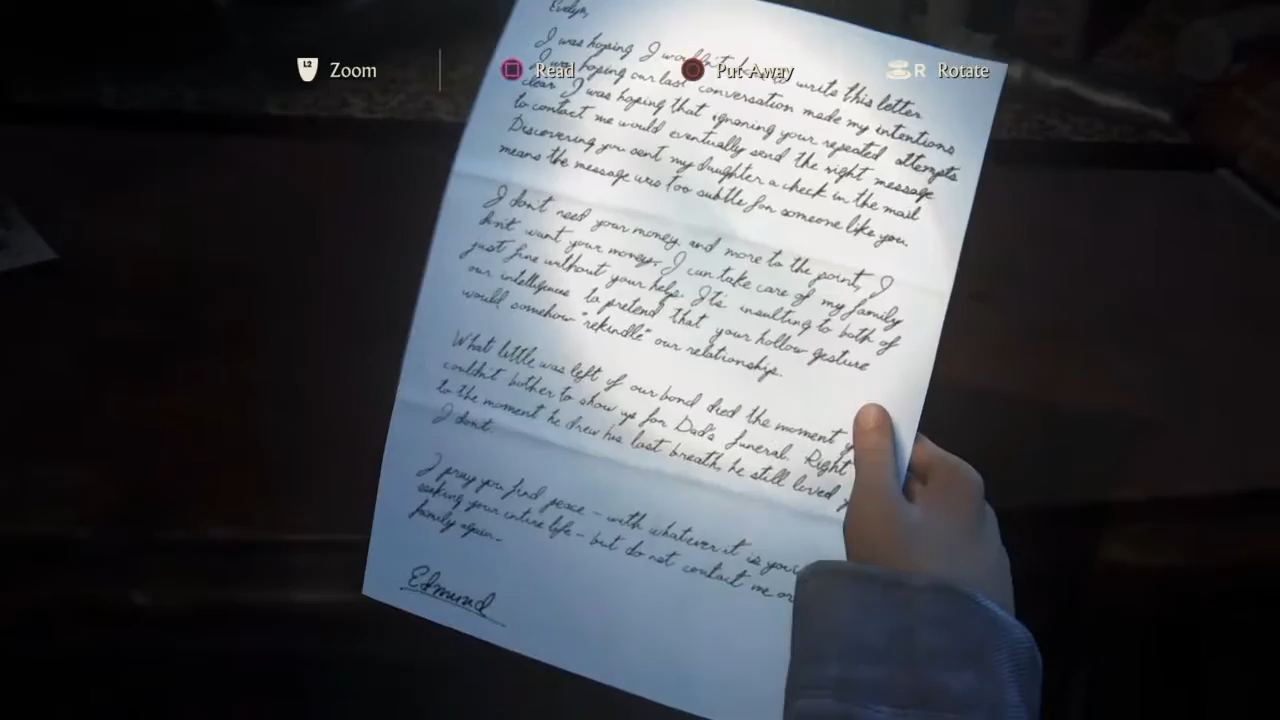 L2 Zoom
Read
Put Away
R Rotate
Evelyn,
I was hoping I wouldn't have to write this letter.
I was hoping our last conversation made my intentions
clear. I was hoping that ignoring your repeated attempts
to contact me would eventually send the right message
Discovering you sent my daughter a check in the mail
means the message was too subtle for someone like you.
I don't need your money, and more to the point, I
don't want your money. I can take care of my family
just fine without your help. It's insulting to both of
our intelligences to pretend that your hollow gesture
would somehow "rekindle" our relationship.
What little was left of our bond died the moment
couldn't bother to show up for Dad's funeral. Right
to the moment he drew his last breath, he still loved
I don't.
I pray you find peace - with whatever it is
seeking your entire life - but do not contact me or
family again.
Edmund